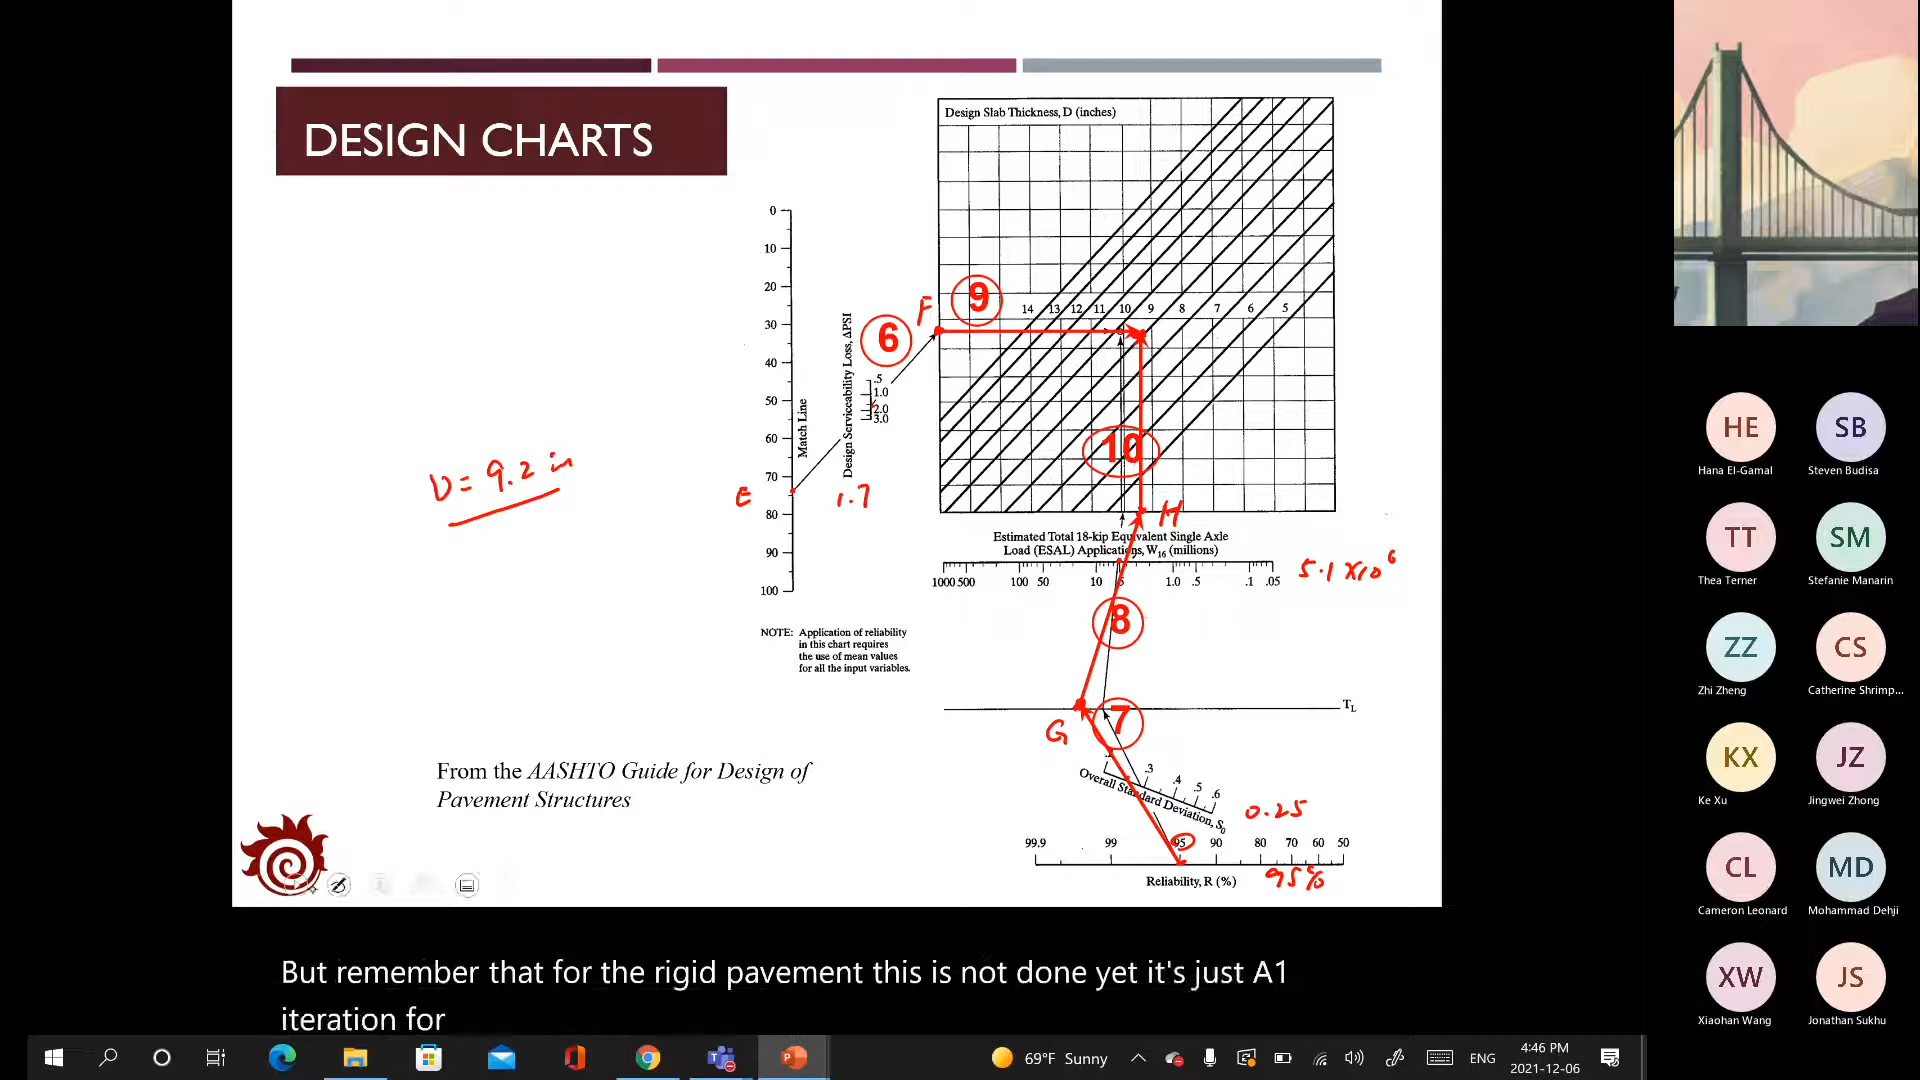 DESIGN CHARTS
Design Slab Thickness, D (inches)
14 13 12 11 10 9 8 7 6 5
0
10
20
30
40
50
60
70
80
90
100
Match Line
Design Serviceability Loss, ΔPSI
.5
1.0
2.0
3.0
F
9
6
10
E
1.7
H
D = 9.2 in
Estimated Total 18-kip Equivalent Single Axle
Load (ESAL) Applications, W16 (millions)
1000 500 100 50 10 5 1.0 .5 .1 .05
5.1 x10^6
8
NOTE: Application of reliability
in this chart requires
the use of mean values
for all the input variables.
TL
G
7
.3 .4 .5 .6
Overall Standard Deviation, S0
0.25
99.9 99 95 90 80 70 60 50
Reliability, R (%)
95%
From the AASHTO Guide for Design of
Pavement Structures
But remember that for the rigid pavement this is not done yet it's just A1
iteration for
HE
Hana El-Gamal
SB
Steven Budisa
TT
Thea Terner
SM
Stefanie Manarin
ZZ
Zhi Zheng
CS
Catherine Shrimp...
KX
Ke Xu
JZ
Jingwei Zhong
CL
Cameron Leonard
MD
Mohammad Dehji
XW
Xiaohan Wang
JS
Jonathan Sukhu
69°F Sunny
ENG
4:46 PM
2021-12-06